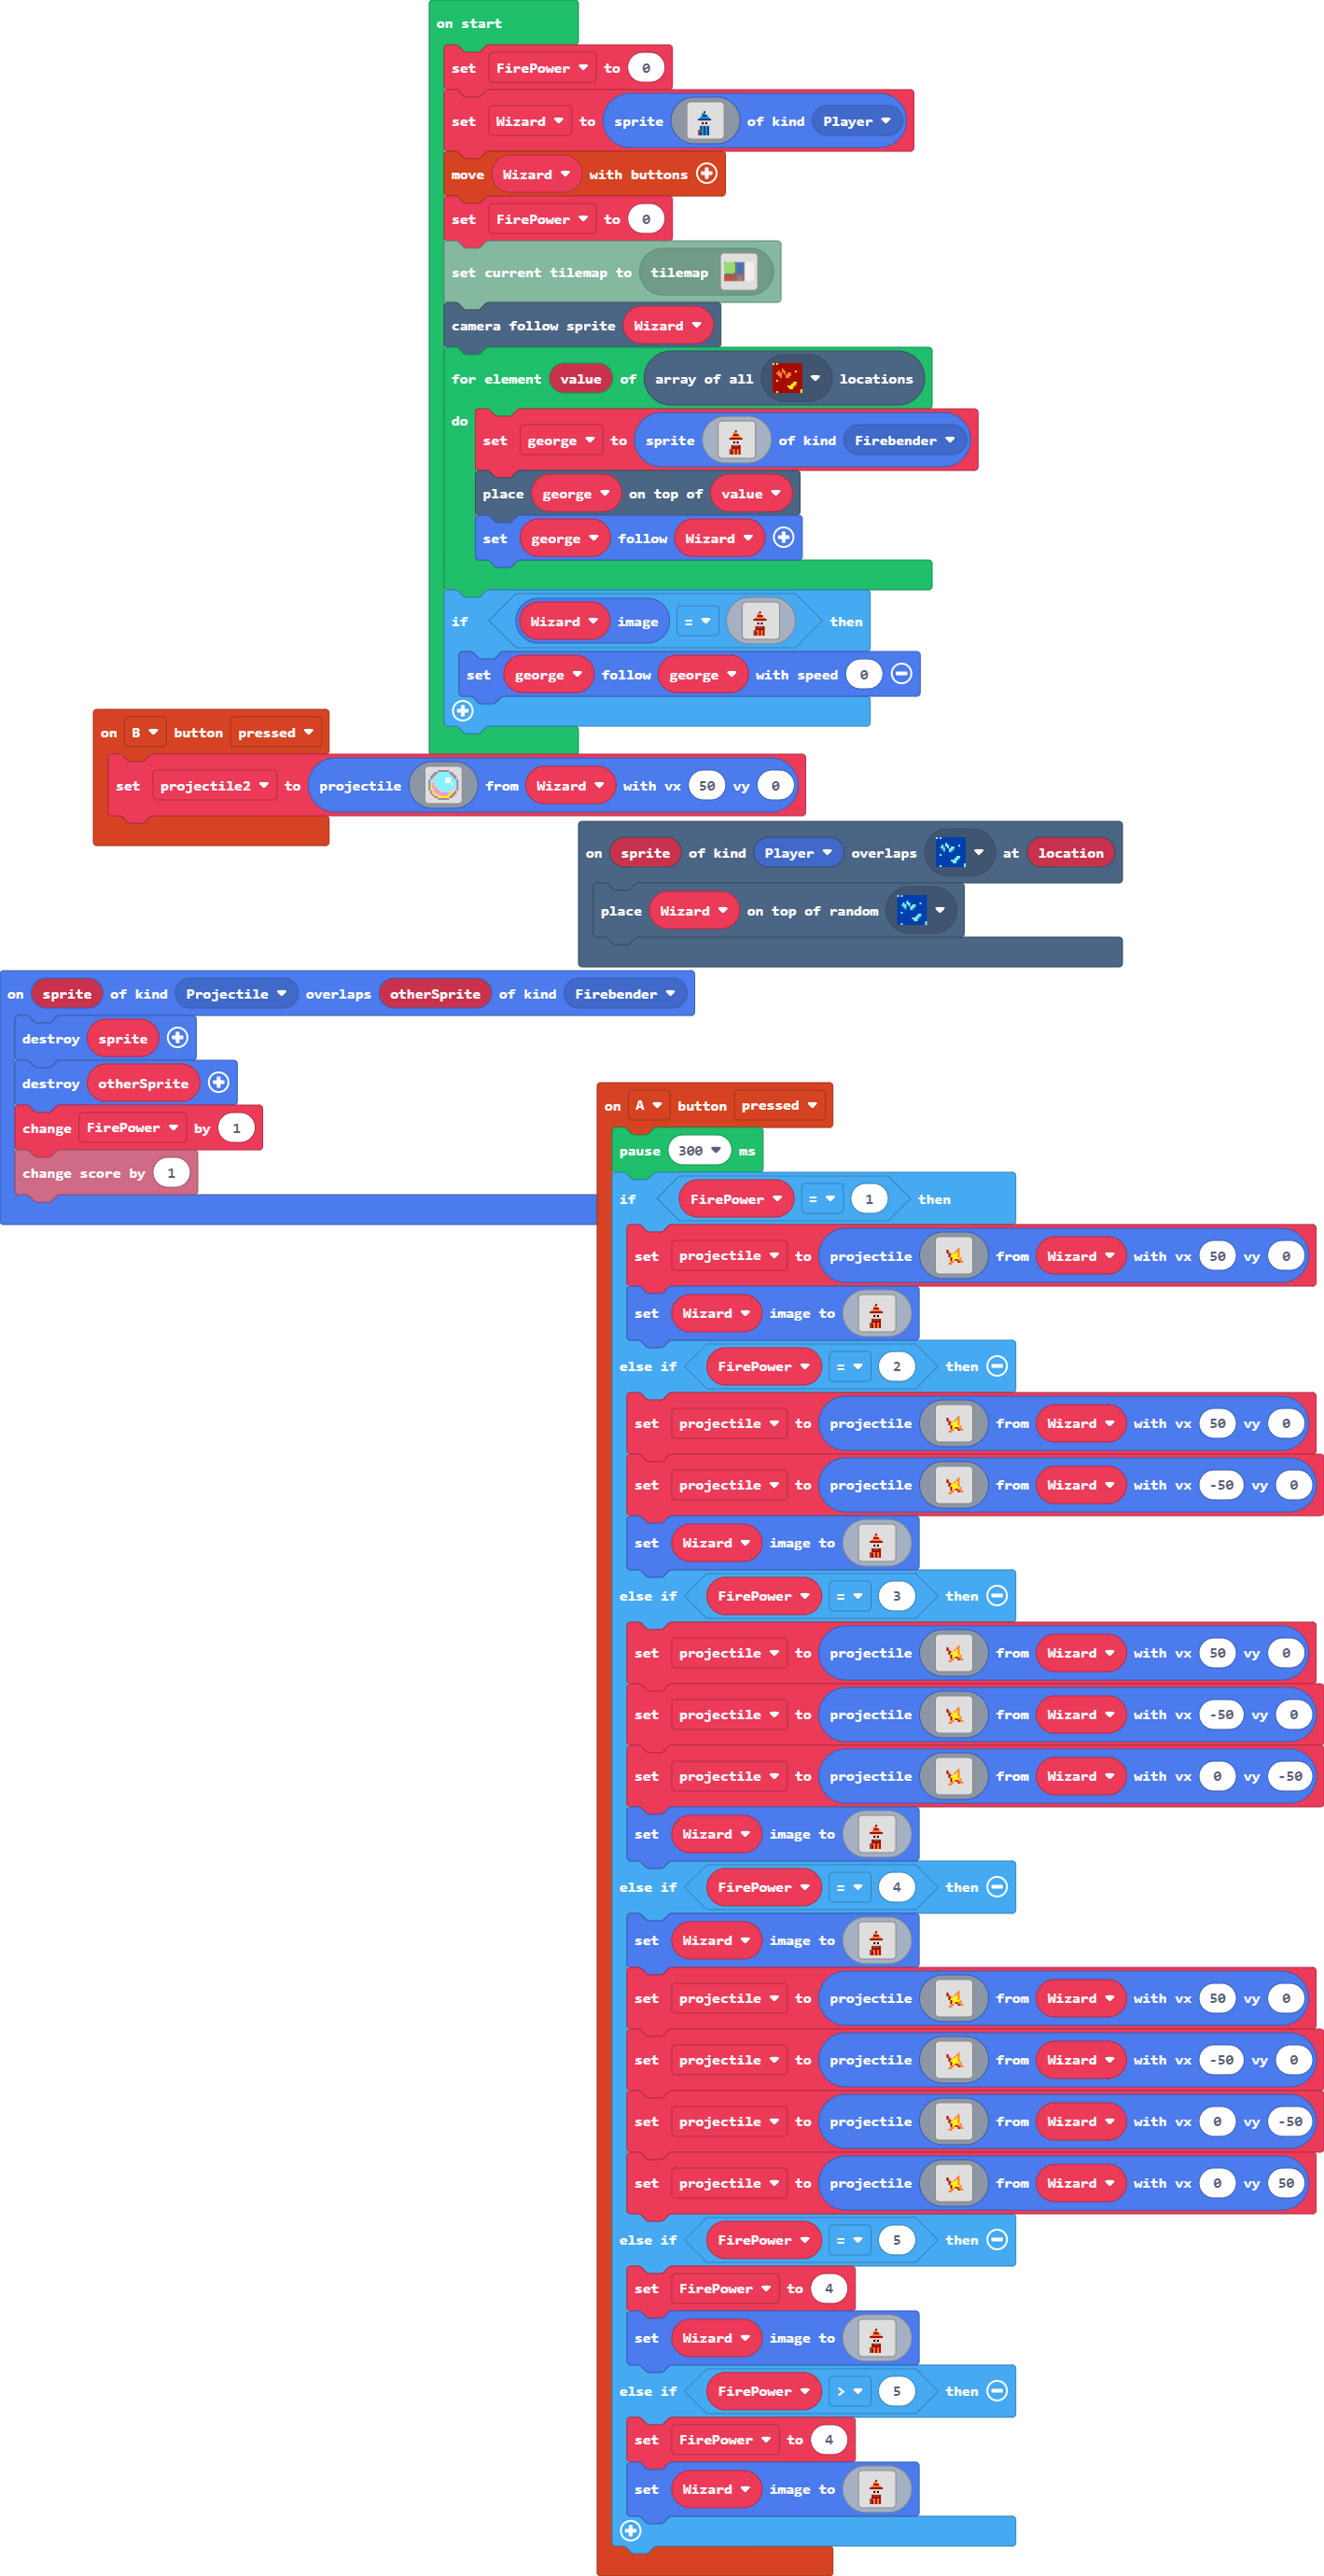 on start
set FirePower to 0
set Wizard to sprite of kind Player
move Wizard with buttons
set FirePower to 0
set current tilemap to tilemap
camera follow sprite Wizard
for element value of array of all locations
do
set george to sprite of kind Firebender
place george on top of value
set george follow Wizard
if Wizard image = then
set george follow george with speed 0
on B button pressed
set projectile2 to projectile from Wizard with vx 50 vy 0
on sprite of kind Player overlaps at location
place Wizard on top of random
on sprite of kind Projectile overlaps otherSprite of kind Firebender
destroy sprite
destroy otherSprite
change FirePower by 1
change score by 1
on A button pressed
pause 300 ms
if FirePower = 1 then
set projectile to projectile from Wizard with vx 50 vy 0
set Wizard image to
else if FirePower = 2 then
set projectile to projectile from Wizard with vx 50 vy 0
set projectile to projectile from Wizard with vx -50 vy 0
set Wizard image to
else if FirePower = 3 then
set projectile to projectile from Wizard with vx 50 vy 0
set projectile to projectile from Wizard with vx -50 vy 0
set projectile to projectile from Wizard with vx 0 vy -50
set Wizard image to
else if FirePower = 4 then
set Wizard image to
set projectile to projectile from Wizard with vx 50 vy 0
set projectile to projectile from Wizard with vx -50 vy 0
set projectile to projectile from Wizard with vx 0 vy -50
set projectile to projectile from Wizard with vx 0 vy 50
else if FirePower = 5 then
set FirePower to 4
set Wizard image to
else if FirePower > 5 then
set FirePower to 4
set Wizard image to